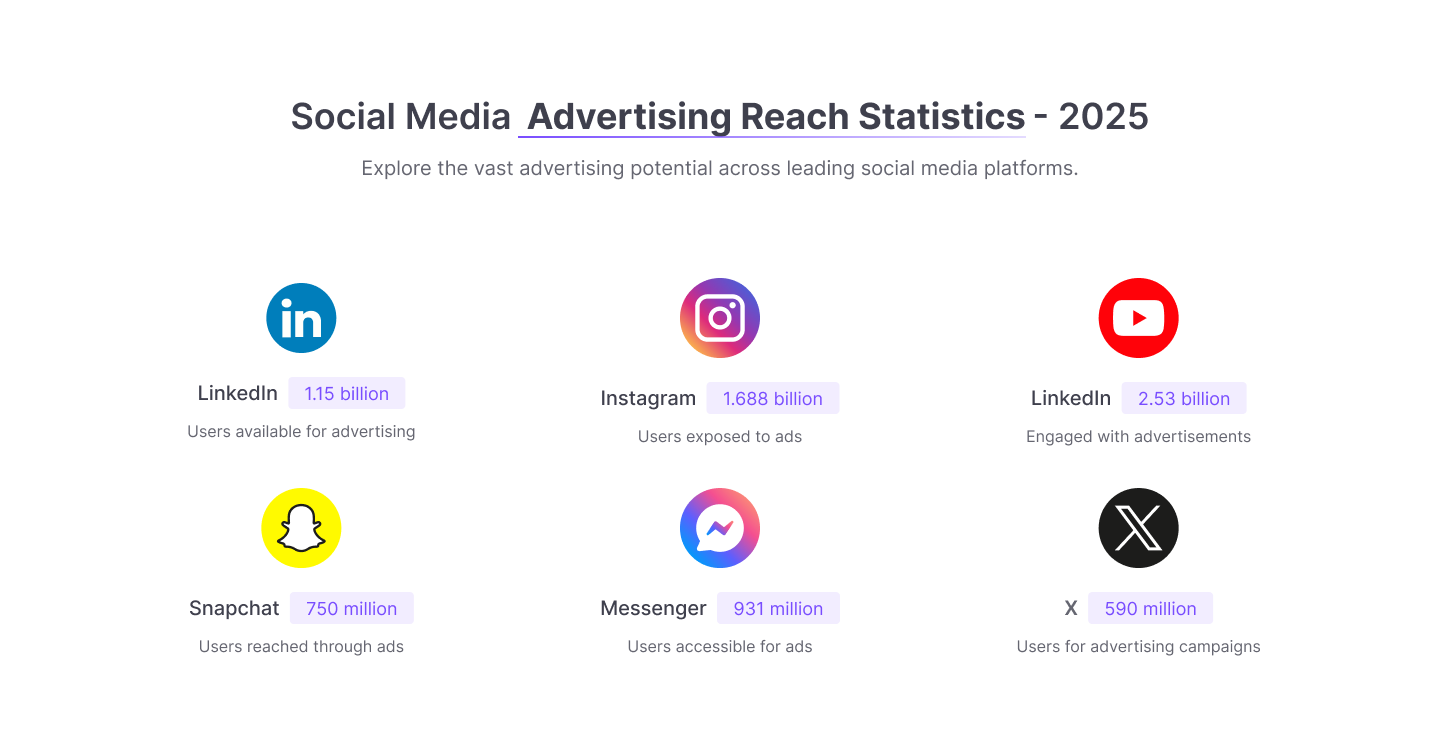 Social Media Advertising Reach Statistics - 2025
Explore the vast advertising potential across leading social media platforms.
in
LinkedIn 1.15 billion
Users available for advertising
Instagram 1.688 billion
Users exposed to ads
LinkedIn 2.53 billion
Engaged with advertisements
Snapchat 750 million
Users reached through ads
Messenger 931 million
Users accessible for ads
X 590 million
Users for advertising campaigns